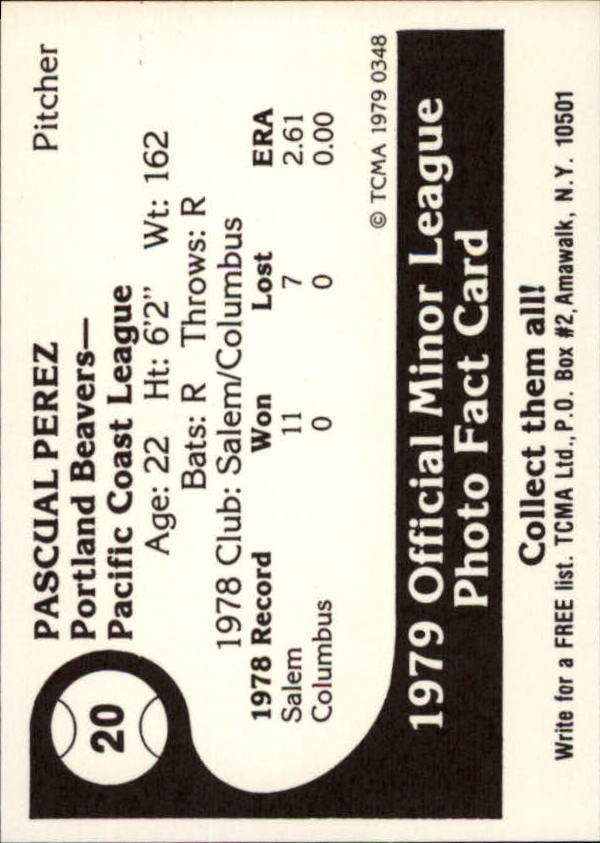 20
PASCUAL PEREZ Pitcher
Portland Beavers—
Pacific Coast League
Age: 22 Ht: 6'2" Wt: 162
Bats: R Throws: R
1978 Club: Salem/Columbus
1978 Record Won Lost ERA
Salem 11 7 2.61
Columbus 0 0 0.00
© TCMA 1979 0348
1979 Official Minor League
Photo Fact Card
Collect them all!
Write for a FREE list. TCMA Ltd., P.O. Box #2, Amawalk, N.Y. 10501